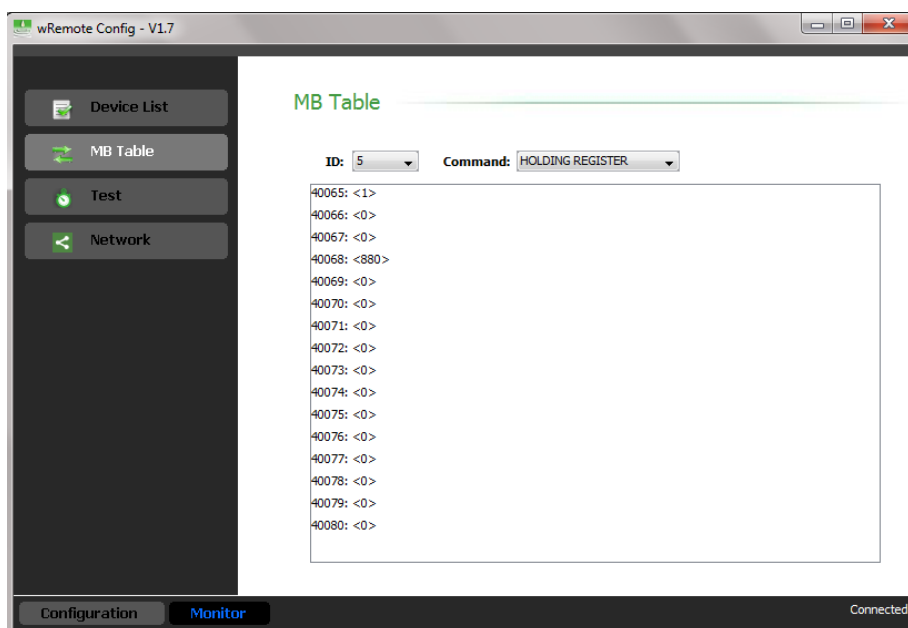 wRemote Config - V1.7
Device List
MB Table
Test
Network
MB Table
ID: 5 Command: HOLDING REGISTER
40065: <1>
40066: <0>
40067: <0>
40068: <880>
40069: <0>
40070: <0>
40071: <0>
40072: <0>
40073: <0>
40074: <0>
40075: <0>
40076: <0>
40077: <0>
40078: <0>
40079: <0>
40080: <0>
Configuration Monitor Connected